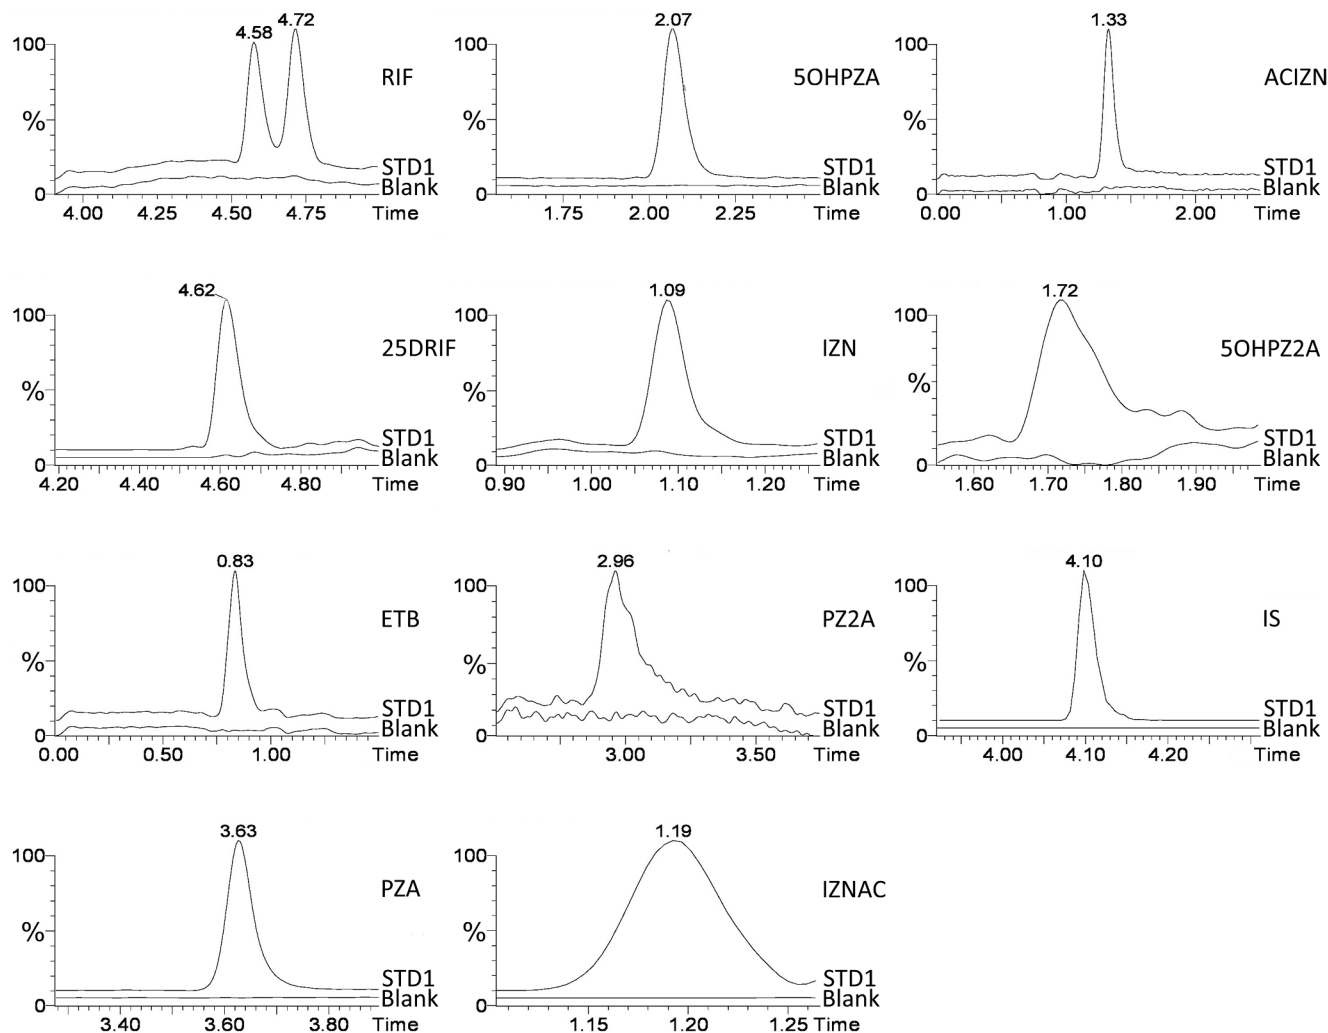 4.58 4.72
100
RIF
%
STD1
Blank
0
4.00 4.25 4.50 4.75 Time
2.07
100
5OHPZA
%
STD1
Blank
0
1.75 2.00 2.25 Time
1.33
100
ACIZN
%
STD1
Blank
0
0.00 1.00 2.00 Time
4.62
100
25DRIF
%
STD1
Blank
0
4.20 4.40 4.60 4.80 Time
1.09
100
IZN
%
STD1
Blank
0
0.90 1.00 1.10 1.20 Time
1.72
100
5OHPZ2A
%
STD1
Blank
0
1.60 1.70 1.80 1.90 Time
0.83
100
ETB
%
STD1
Blank
0
0.00 0.50 1.00 Time
2.96
100
PZ2A
%
STD1
Blank
0
3.00 3.50 Time
4.10
100
IS
%
STD1
Blank
0
4.00 4.10 4.20 Time
3.63
100
PZA
%
STD1
Blank
0
3.40 3.60 3.80 Time
1.19
100
IZNAC
%
STD1
Blank
0
1.15 1.20 1.25 Time